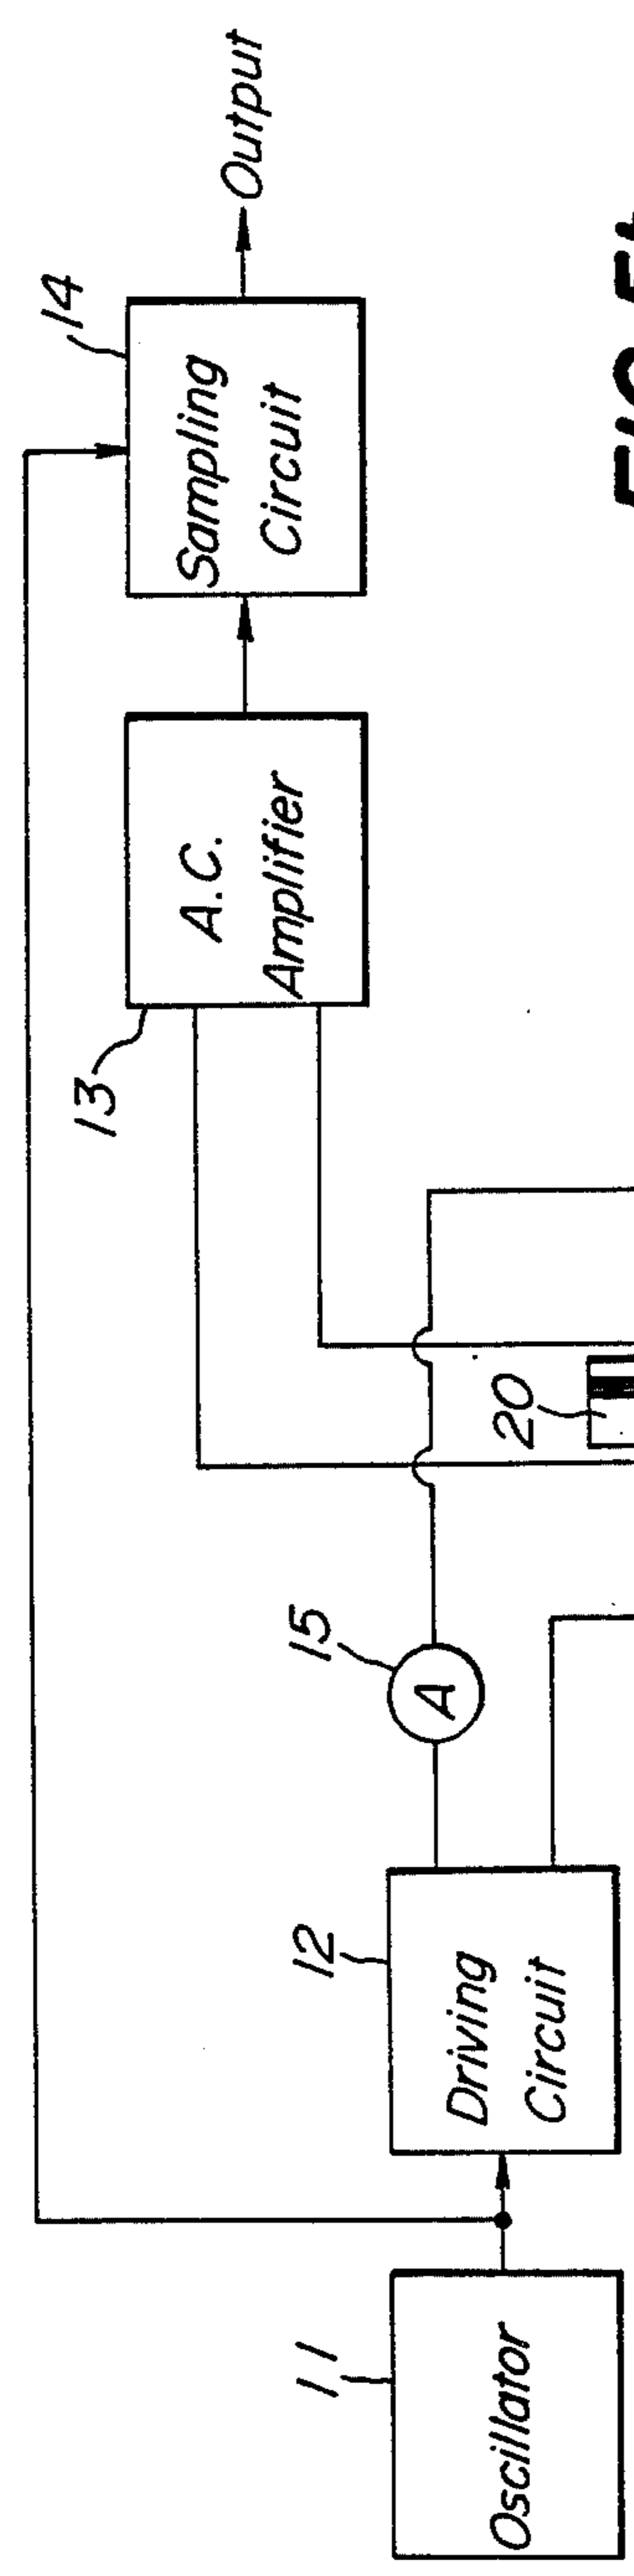 14
Output
Sampling
Circuit
13
A.C.
Amplifier
20
15
A
12
Driving
Circuit
11
Oscillator